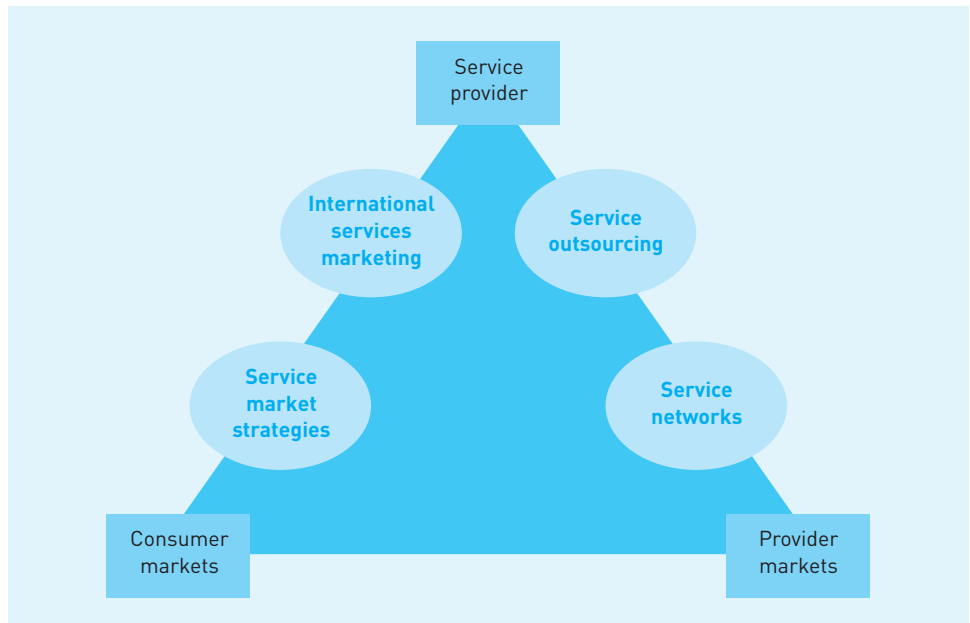 Service
provider
International
services
marketing
Service
outsourcing
Service
market
strategies
Service
networks
Consumer
markets
Provider
markets